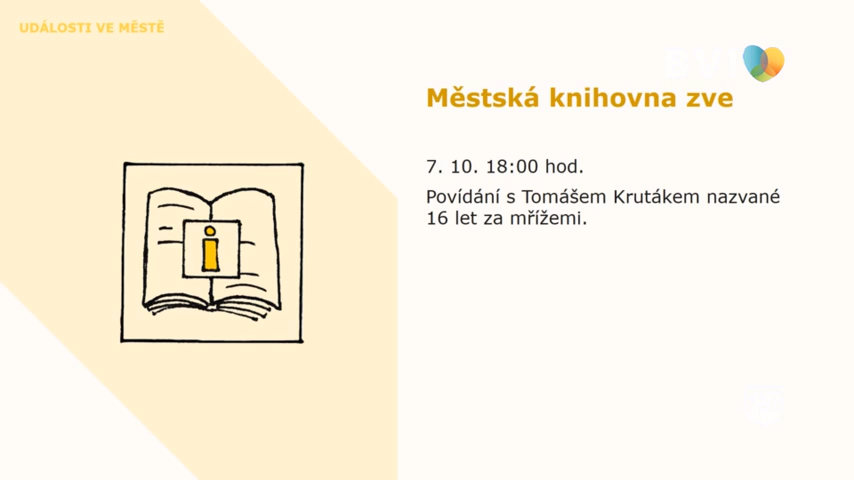 UDÁLOSTI VE MĚSTĚ
Městská knihovna zve
7. 10. 18:00 hod.
Povídání s Tomášem Krutákem nazvané
16 let za mřížemi.
i